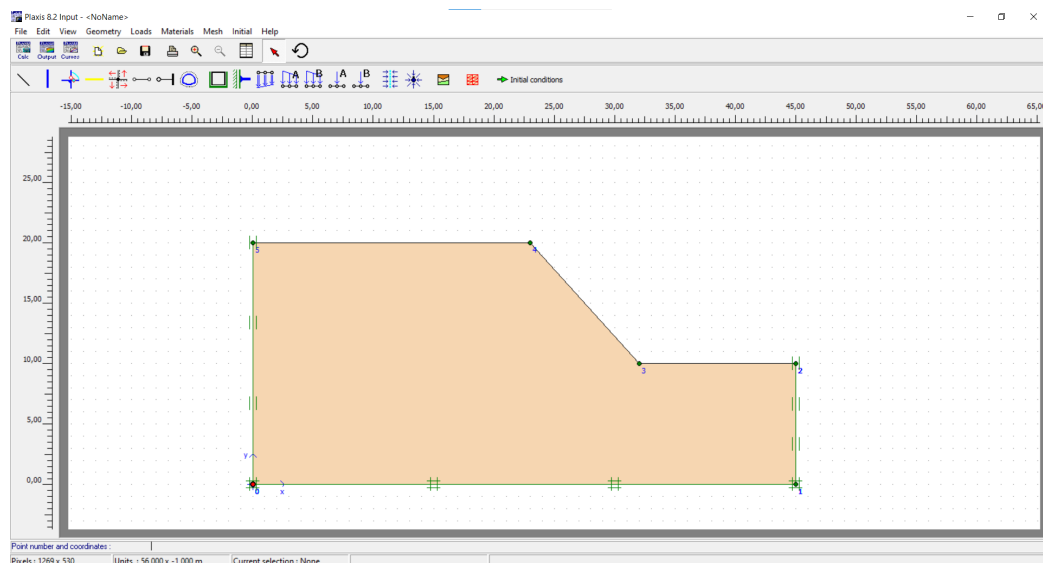 Plaxis 8.2 Input - <NoName>
File Edit View Geometry Loads Materials Mesh Initial Help
Calc Output Curves
A B A B Initial conditions
-15,00 -10,00 -5,00 0,00 5,00 10,00 15,00 20,00 25,00 30,00 35,00 40,00 45,00 50,00 55,00 60,00 65,0
25,00
20,00
5 4
15,00
10,00
3 2
5,00
y
0,00
0 x 1
Point number and coordinates :
Pixels : 1269 x 530 Units : 56,000 x -1,000 m Current selection : None